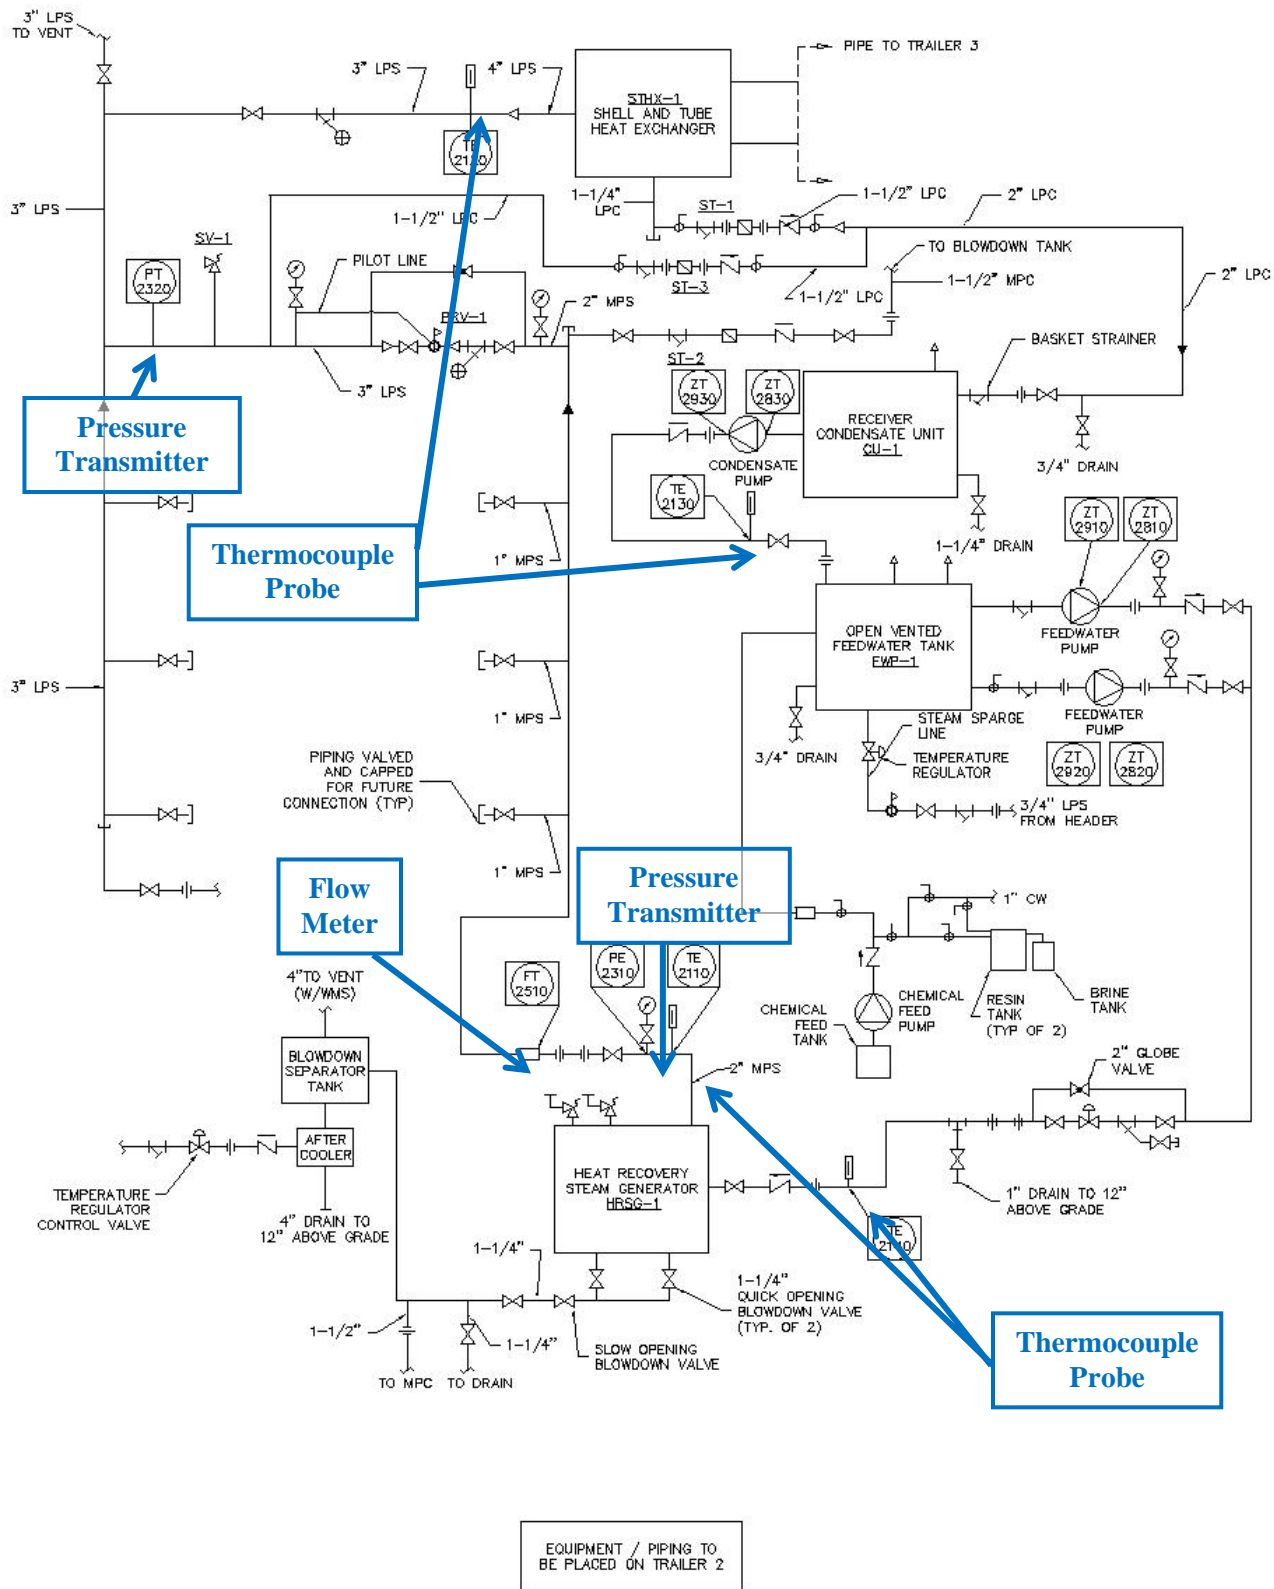 3" LPS
TO VENT
3" LPS
4" LPS
STHX-1
SHELL AND TUBE
HEAT EXCHANGER
PIPE TO TRAILER 3
TE
2120
3" LPS
1-1/2" LPC
1-1/4"
LPC
ST-1
1-1/2" LPC
2" LPC
SV-1
PT
2320
PILOT LINE
PRV-1
2" MPS
ST-3
1-1/2" LPC
TO BLOWDOWN TANK
1-1/2" MPC
2" LPC
3" LPS
ST-2
BASKET STRAINER
ZT
2930
ZT
2830
RECEIVER
CONDENSATE UNIT
CU-1
CONDENSATE
PUMP
3/4" DRAIN
Pressure
Transmitter
TE
2130
1-1/4" DRAIN
ZT
2910
ZT
2810
Thermocouple
Probe
1" MPS
OPEN VENTED
FEEDWATER TANK
FWP-1
FEEDWATER
PUMP
3" LPS
1" MPS
FEEDWATER
PUMP
STEAM SPARGE
LINE
3/4" DRAIN
TEMPERATURE
REGULATOR
ZT
2920
ZT
2820
PIPING VALVED
AND CAPPED
FOR FUTURE
CONNECTION (TYP)
3/4" LPS
FROM HEADER
1" MPS
Flow
Meter
Pressure
Transmitter
1" CW
FT
2510
PE
2310
TE
2110
4"TO VENT
(W/WMS)
CHEMICAL
FEED
TANK
CHEMICAL
FEED
PUMP
RESIN
TANK
(TYP OF 2)
BRINE
TANK
BLOWDOWN
SEPARATOR
TANK
2" MPS
2" GLOBE
VALVE
AFTER
COOLER
HEAT RECOVERY
STEAM GENERATOR
HRSG-1
TEMPERATURE
REGULATOR
CONTROL VALVE
4" DRAIN TO
12" ABOVE GRADE
1" DRAIN TO 12"
ABOVE GRADE
TE
2140
1-1/4"
1-1/4"
QUICK OPENING
BLOWDOWN VALVE
(TYP. OF 2)
1-1/2"
1-1/4"
SLOW OPENING
BLOWDOWN VALVE
TO MPC
TO DRAIN
Thermocouple
Probe
EQUIPMENT / PIPING TO
BE PLACED ON TRAILER 2